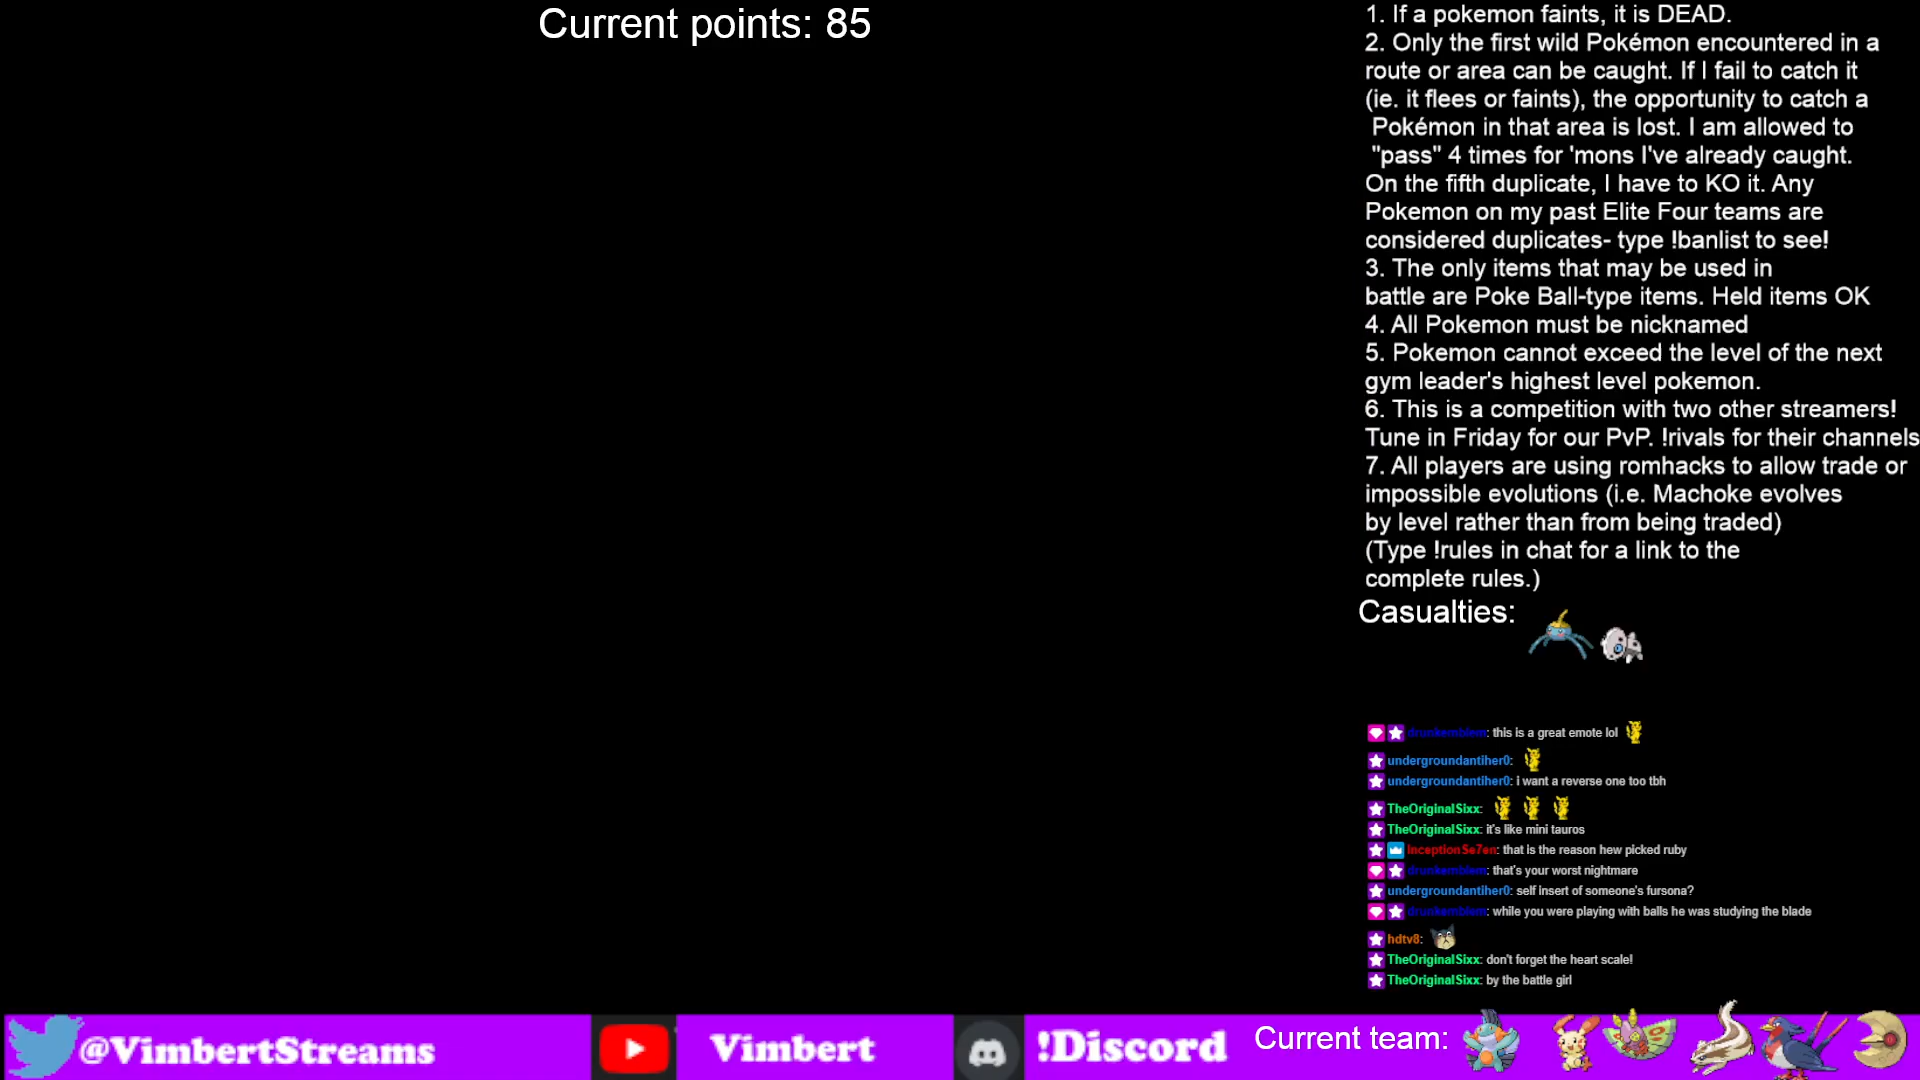 Current points: 85
1. If a pokemon faints, it is DEAD.
2. Only the first wild Pokémon encountered in a
route or area can be caught. If I fail to catch it
(ie. it flees or faints), the opportunity to catch a
Pokémon in that area is lost. I am allowed to
"pass" 4 times for 'mons I've already caught.
On the fifth duplicate, I have to KO it. Any
Pokemon on my past Elite Four teams are
considered duplicates- type !banlist to see!
3. The only items that may be used in
battle are Poke Ball-type items. Held items OK
4. All Pokemon must be nicknamed
5. Pokemon cannot exceed the level of the next
gym leader's highest level pokemon.
6. This is a competition with two other streamers!
Tune in Friday for our PvP. !rivals for their channels
7. All players are using romhacks to allow trade or
impossible evolutions (i.e. Machoke evolves
by level rather than from being traded)
(Type !rules in chat for a link to the
complete rules.)
Casualties:
drunkemblem: this is a great emote lol
undergroundantiher0:
undergroundantiher0: i want a reverse one too tbh
TheOriginalSixx:
TheOriginalSixx: it's like mini tauros
InceptionSe7en: that is the reason hew picked ruby
drunkemblem: that's your worst nightmare
undergroundantiher0: self insert of someone's fursona?
drunkemblem: while you were playing with balls he was studying the blade
hdtv8:
TheOriginalSixx: don't forget the heart scale!
TheOriginalSixx: by the battle girl
@VimbertStreams
Vimbert
!Discord
Current team: